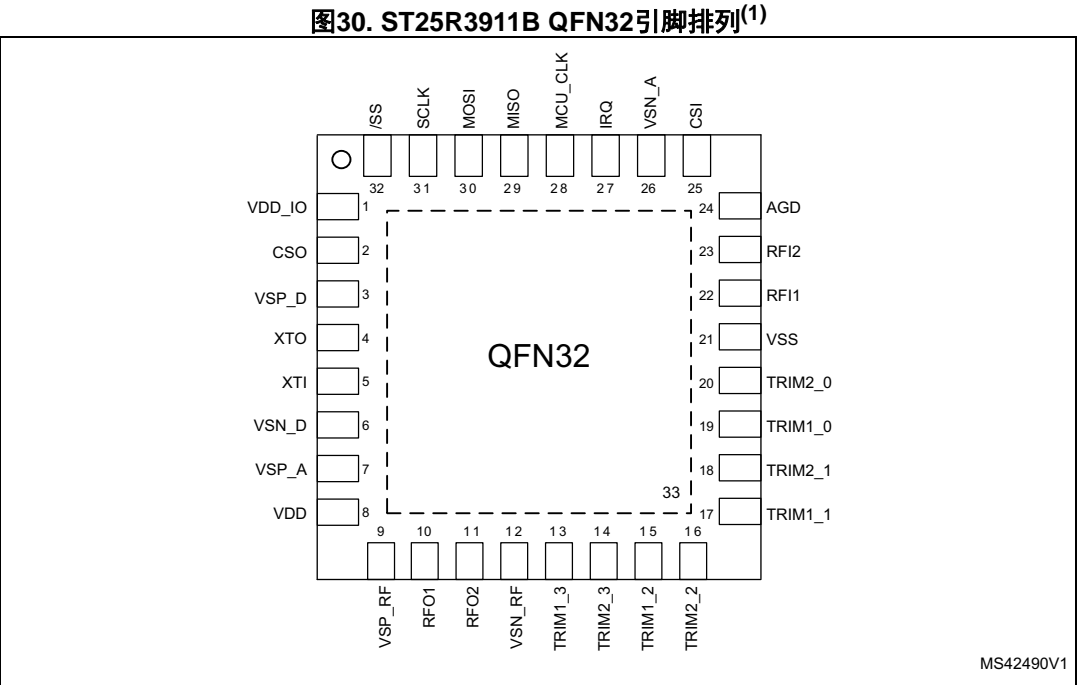 图30. ST25R3911B QFN32引脚排列(1)
/SS
SCLK
MOSI
MISO
MCU_CLK
IRQ
VSN_A
CSI
32 31 30 29 28 27 26 25
VDD_IO 1
CSO 2
VSP_D 3
XTO 4
XTI 5
VSN_D 6
VSP_A 7
VDD 8
QFN32
33
24 AGD
23 RFI2
22 RFI1
21 VSS
20 TRIM2_0
19 TRIM1_0
18 TRIM2_1
17 TRIM1_1
9 10 11 12 13 14 15 16
VSP_RF
RFO1
RFO2
VSN_RF
TRIM1_3
TRIM2_3
TRIM1_2
TRIM2_2
MS42490V1